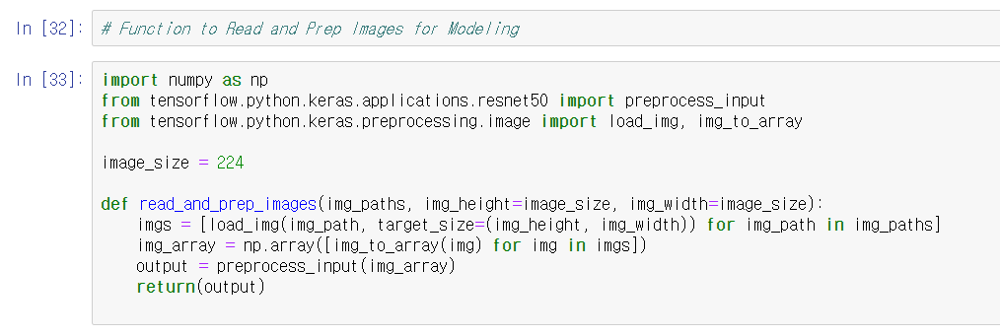 In [32]: # Function to Read and Prep Images for Modeling
In [33]: import numpy as np
from tensorflow.python.keras.applications.resnet50 import preprocess_input
from tensorflow.python.keras.preprocessing.image import load_img, img_to_array
image_size = 224
def read_and_prep_images(img_paths, img_height=image_size, img_width=image_size):
    imgs = [load_img(img_path, target_size=(img_height, img_width)) for img_path in img_paths]
    img_array = np.array([img_to_array(img) for img in imgs])
    output = preprocess_input(img_array)
    return(output)